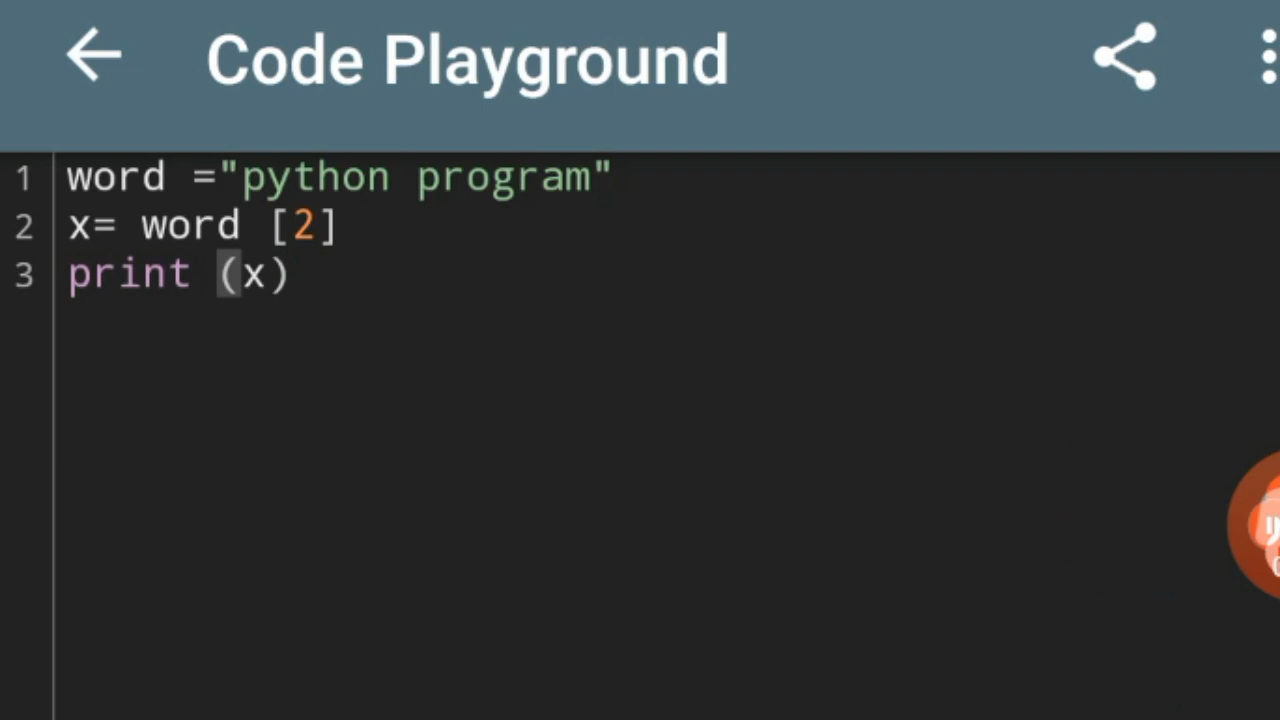 Code Playground
1 word ="python program"
2 x= word [2]
3 print (x)